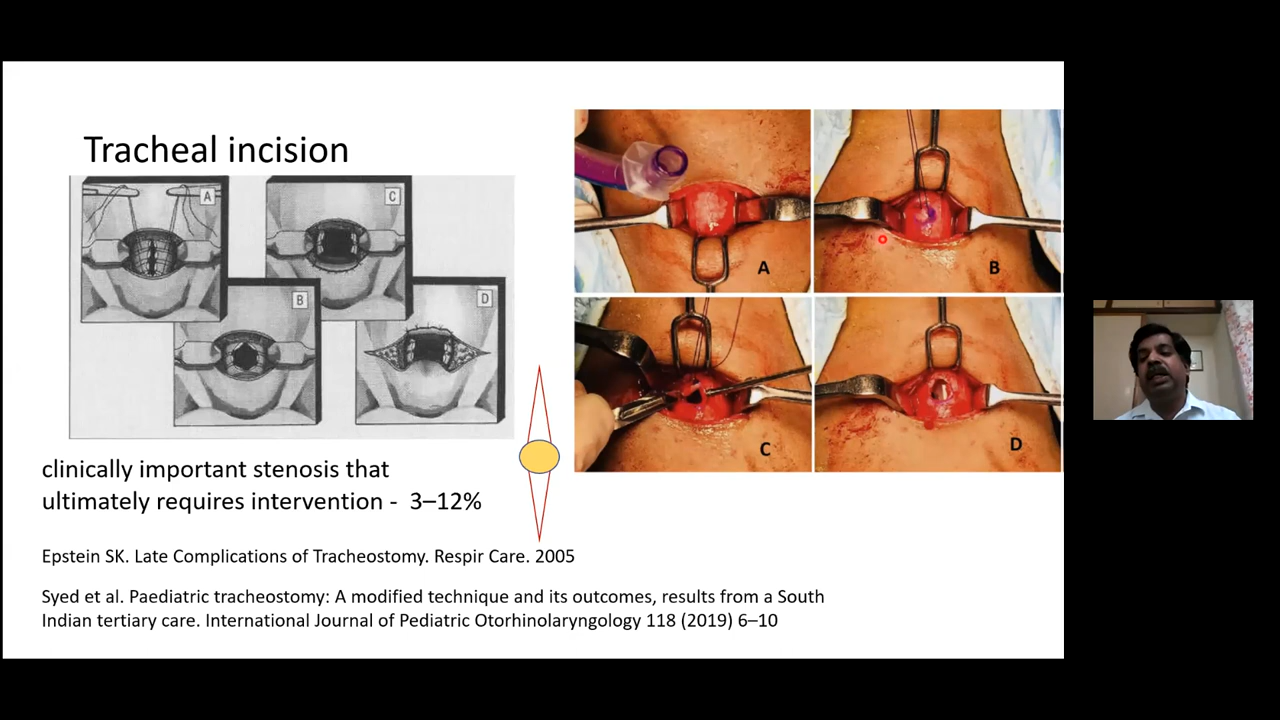 Tracheal incision
A
C
B
D
A
B
C
D
clinically important stenosis that
ultimately requires intervention - 3–12%
Epstein SK. Late Complications of Tracheostomy. Respir Care. 2005
Syed et al. Paediatric tracheostomy: A modified technique and its outcomes, results from a South
Indian tertiary care. International Journal of Pediatric Otorhinolaryngology 118 (2019) 6–10